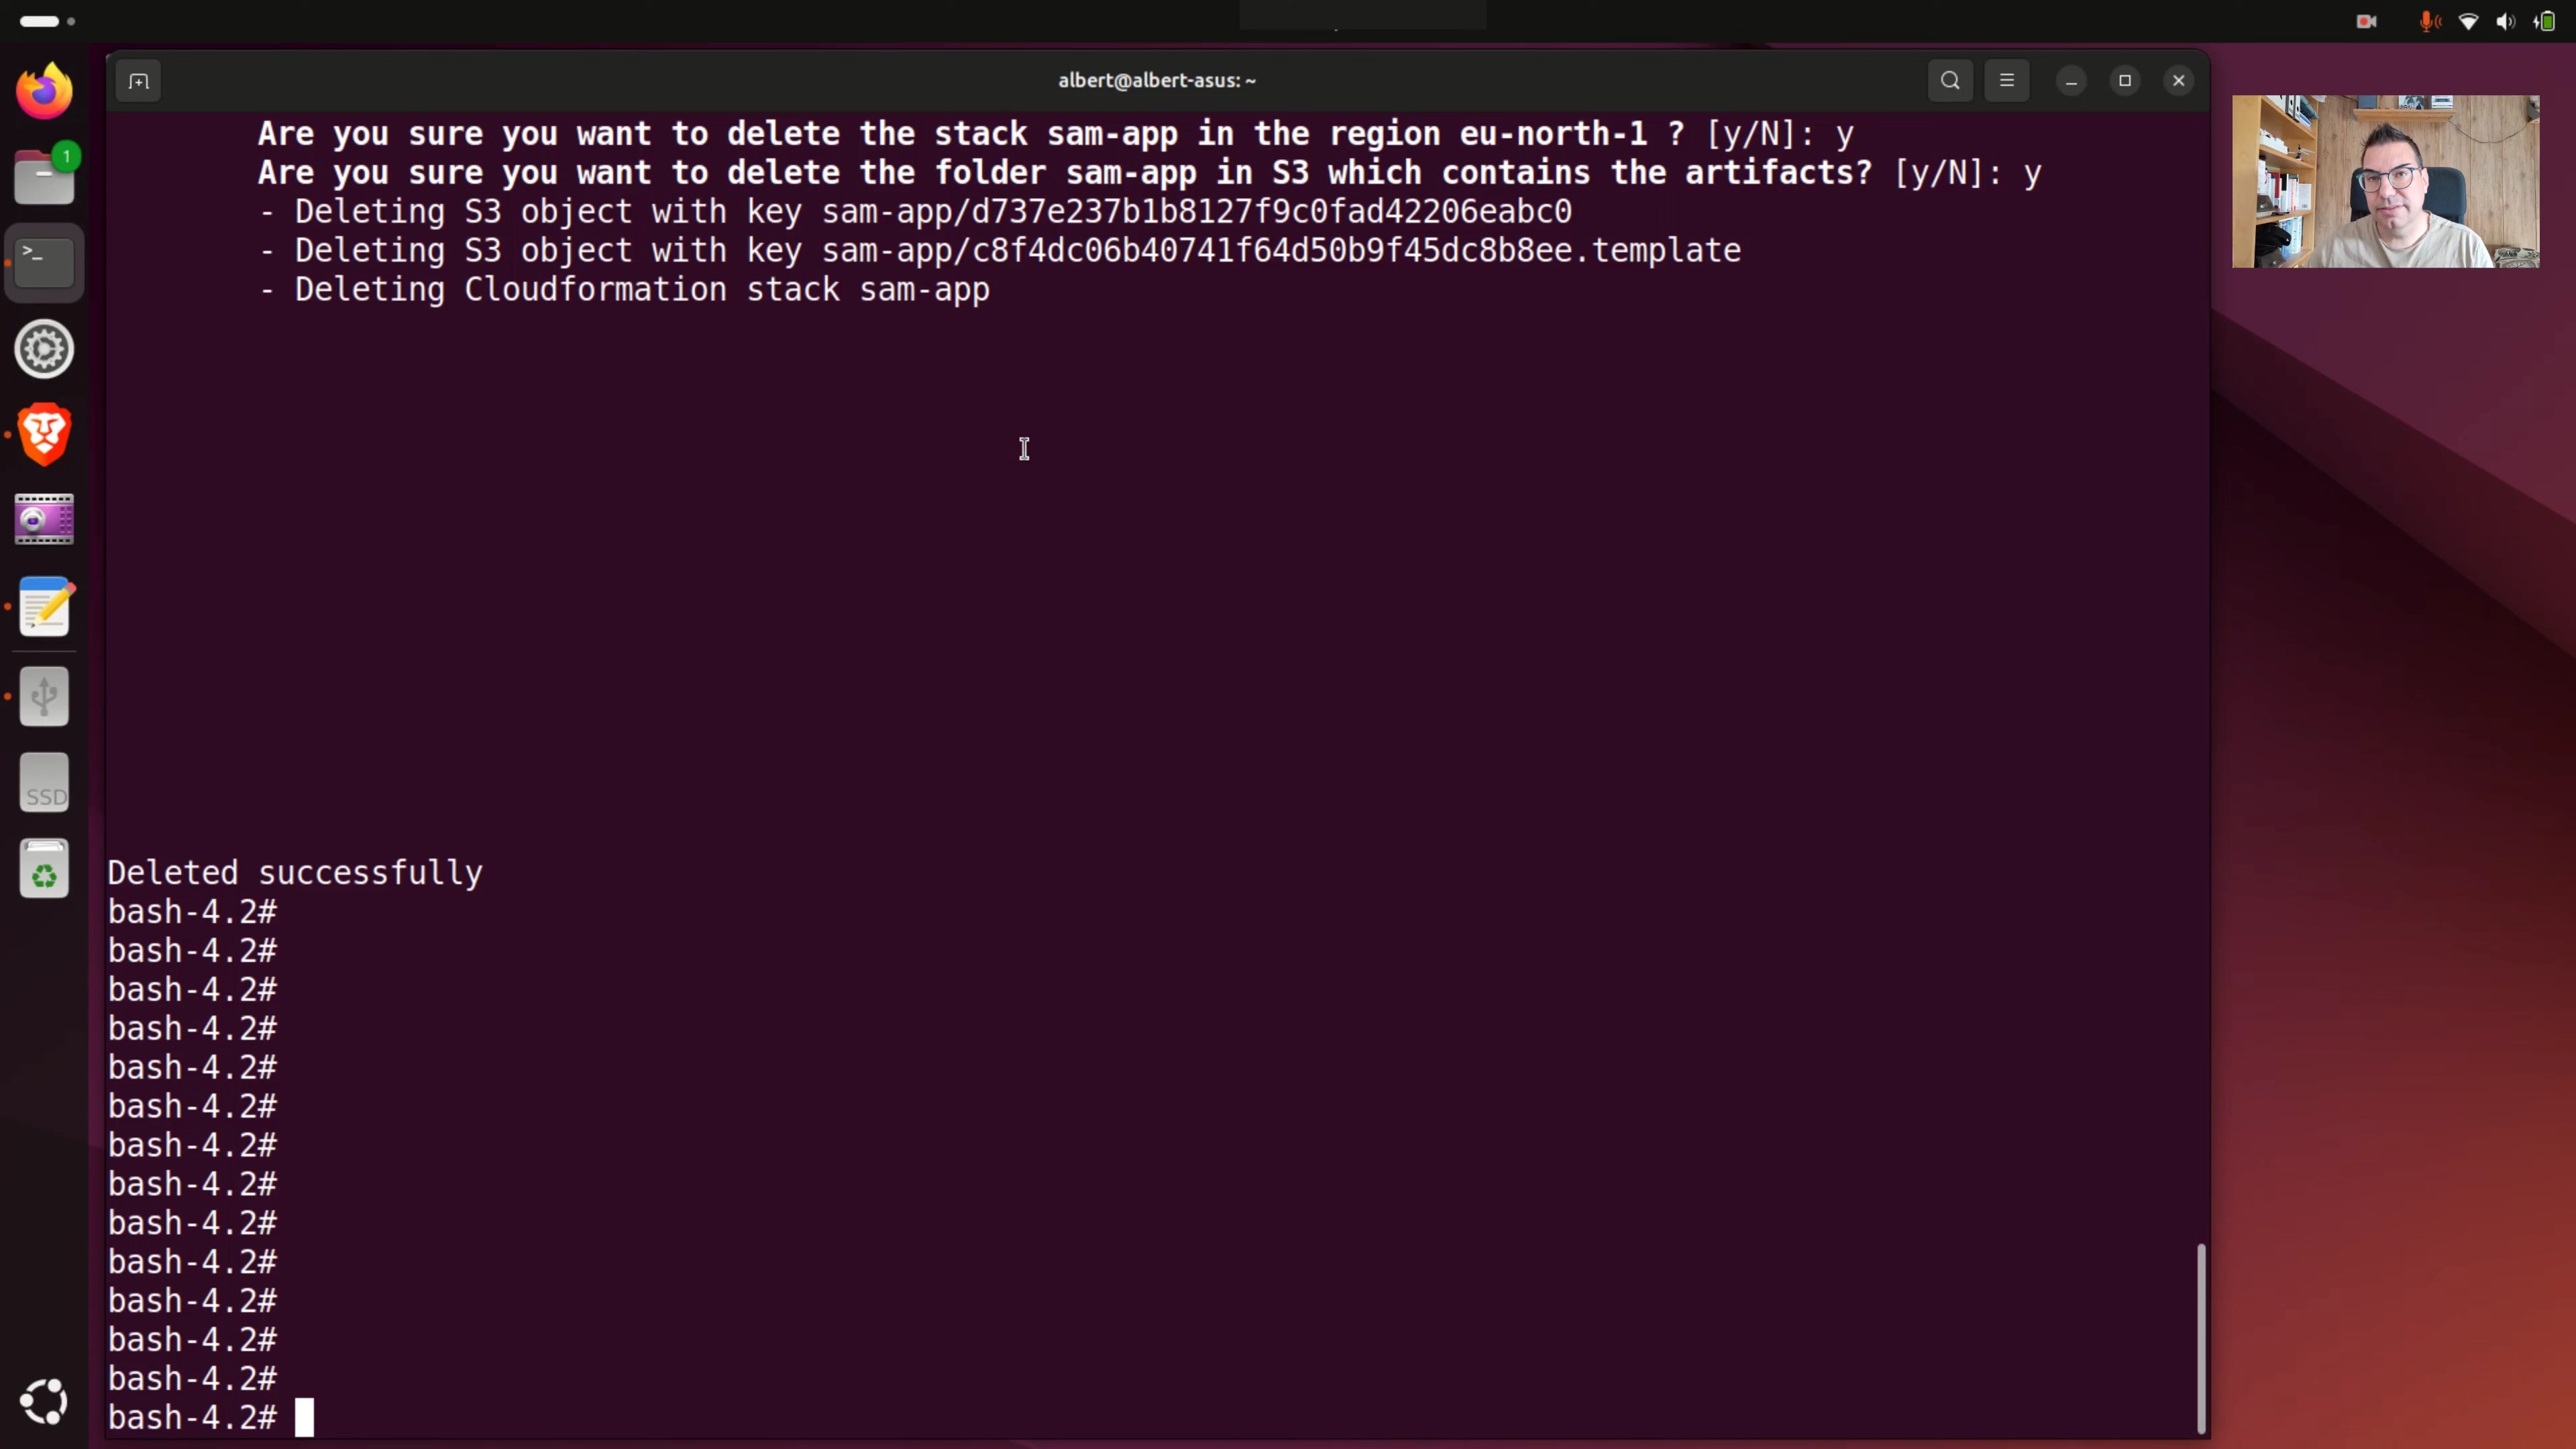 albert@albert-asus: ~
1
Are you sure you want to delete the stack sam-app in the region eu-north-1 ? [y/N]: y
Are you sure you want to delete the folder sam-app in S3 which contains the artifacts? [y/N]: y
- Deleting S3 object with key sam-app/d737e237b1b8127f9c0fad42206eabc0
- Deleting S3 object with key sam-app/c8f4dc06b40741f64d50b9f45dc8b8ee.template
- Deleting Cloudformation stack sam-app
>_
SSD
Deleted successfully
bash-4.2#
bash-4.2#
bash-4.2#
bash-4.2#
bash-4.2#
bash-4.2#
bash-4.2#
bash-4.2#
bash-4.2#
bash-4.2#
bash-4.2#
bash-4.2#
bash-4.2#
bash-4.2#